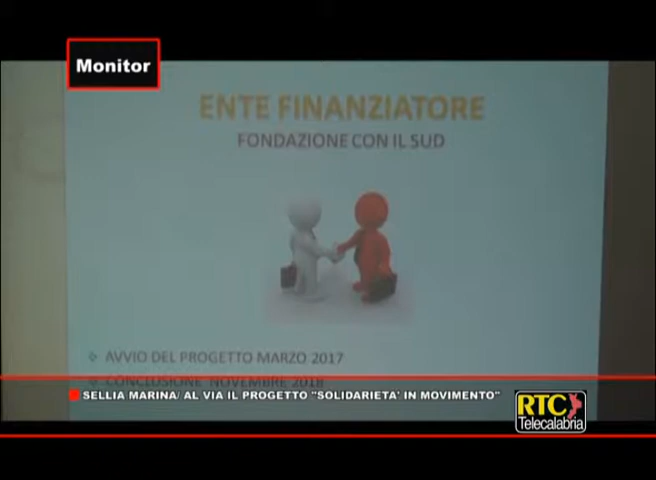 Monitor
ENTE FINANZIATORE
FONDAZIONE CON IL SUD
AVVIO DEL PROGETTO MARZO 2017
CONCLUSIONE NOVEMBRE 2018
SELLIA MARINA/ AL VIA IL PROGETTO "SOLIDARIETA' IN MOVIMENTO"
RTC
Telecalabria